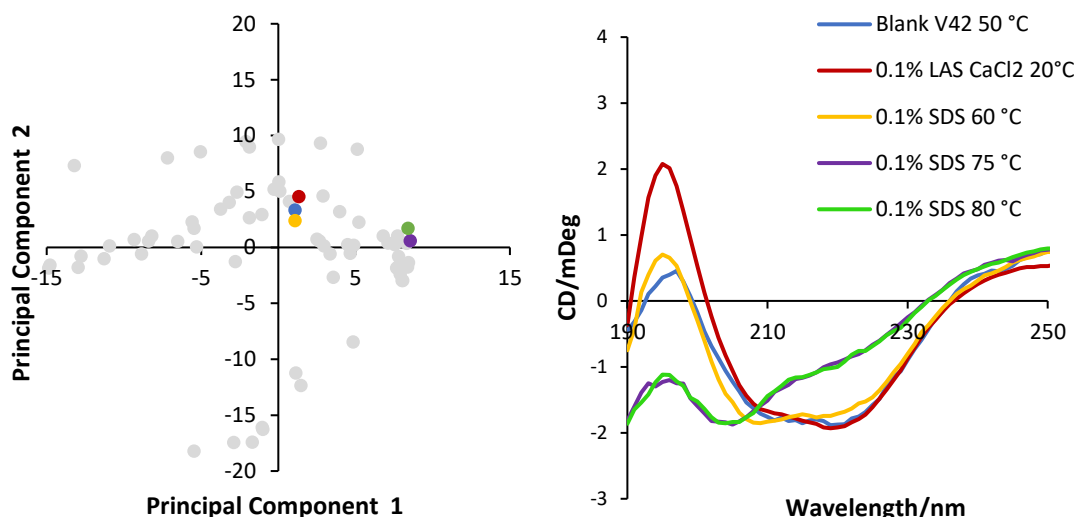 20
15
10
5
0
-15
-5
5
15
-5
-10
-15
-20
Principal Component 2
Principal Component 1
4
3
2
1
0
190
210
230
250
-1
-2
-3
CD/mDeg
Wavelength/nm
Blank V42 50 °C
0.1% LAS CaCl2 20°C
0.1% SDS 60 °C
0.1% SDS 75 °C
0.1% SDS 80 °C